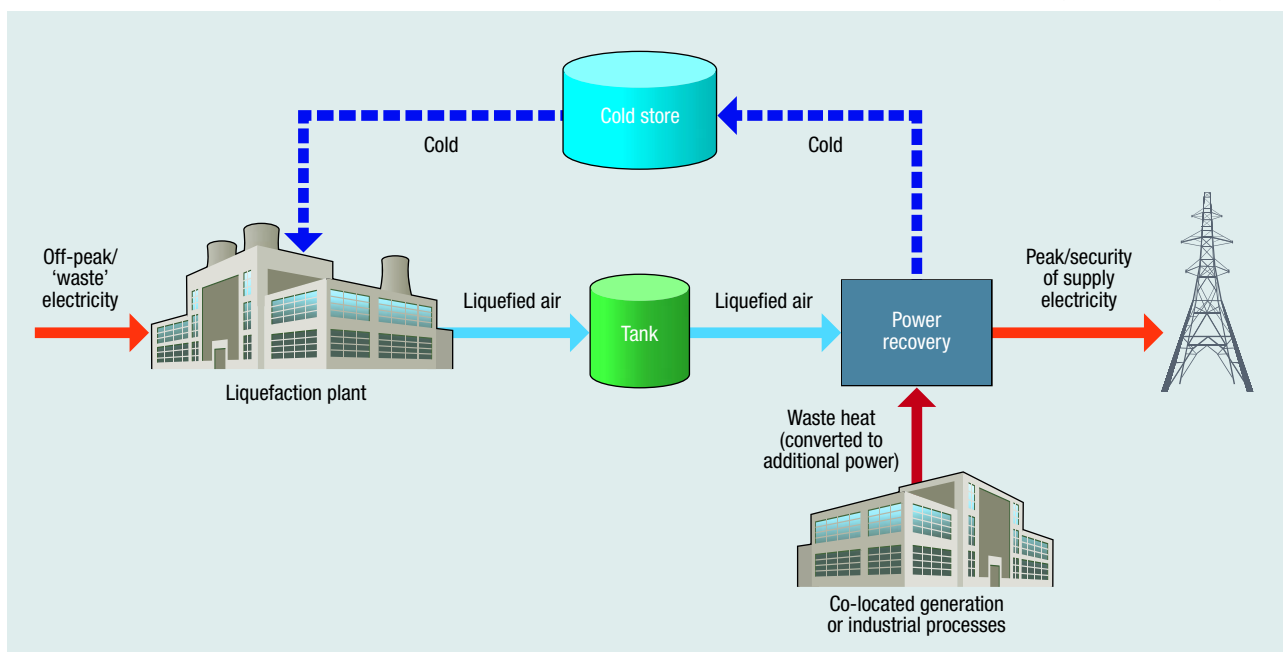 Cold store
Cold
Cold
Off-peak/
‘waste’
electricity
Liquefaction plant
Liquefied air
Tank
Liquefied air
Power
recovery
Peak/security
of supply
electricity
Waste heat
(converted to
additional power)
Co-located generation
or industrial processes